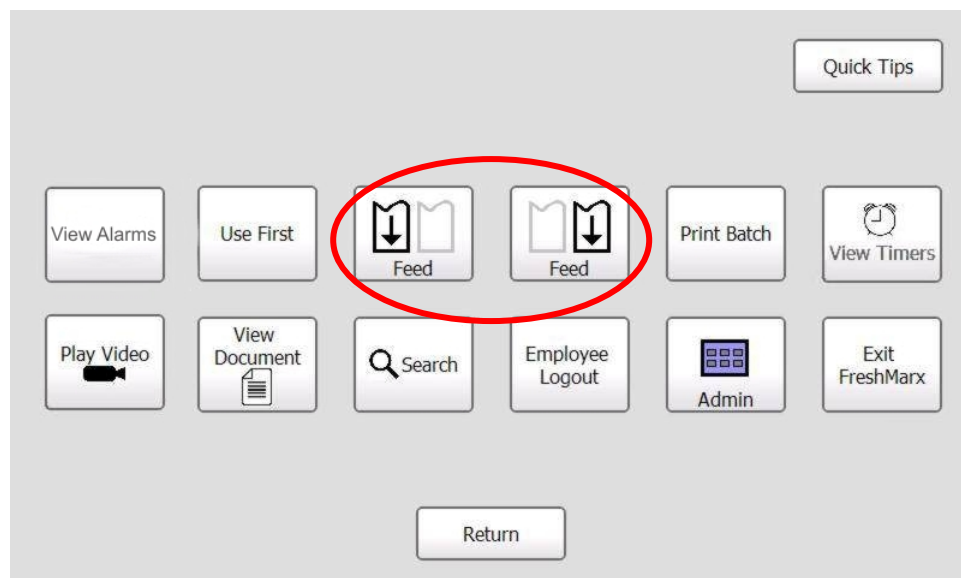 Quick Tips
View Alarms
Use First
Feed
Feed
Print Batch
View Timers
Play Video
View
Document
Search
Employee
Logout
Admin
Exit
FreshMarx
Return